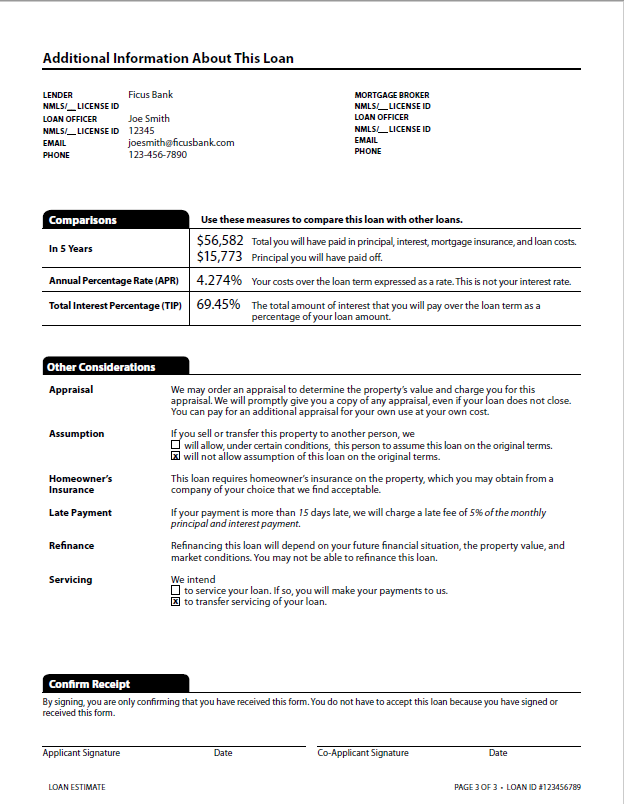 Additional Information About This Loan
LENDER Ficus Bank
NMLS/__ LICENSE ID
LOAN OFFICER Joe Smith
NMLS/__ LICENSE ID 12345
EMAIL joesmith@ficusbank.com
PHONE 123-456-7890
MORTGAGE BROKER
NMLS/__ LICENSE ID
LOAN OFFICER
NMLS/__ LICENSE ID
EMAIL
PHONE
Comparisons Use these measures to compare this loan with other loans.
In 5 Years
$56,582 Total you will have paid in principal, interest, mortgage insurance, and loan costs.
$15,773 Principal you will have paid off.
Annual Percentage Rate (APR) 4.274% Your costs over the loan term expressed as a rate. This is not your interest rate.
Total Interest Percentage (TIP) 69.45% The total amount of interest that you will pay over the loan term as a
percentage of your loan amount.
Other Considerations
Appraisal We may order an appraisal to determine the property's value and charge you for this
appraisal. We will promptly give you a copy of any appraisal, even if your loan does not close.
You can pay for an additional appraisal for your own use at your own cost.
Assumption If you sell or transfer this property to another person, we
☐ will allow, under certain conditions, this person to assume this loan on the original terms.
☒ will not allow assumption of this loan on the original terms.
Homeowner's This loan requires homeowner's insurance on the property, which you may obtain from a
Insurance company of your choice that we find acceptable.
Late Payment If your payment is more than 15 days late, we will charge a late fee of 5% of the monthly
principal and interest payment.
Refinance Refinancing this loan will depend on your future financial situation, the property value, and
market conditions. You may not be able to refinance this loan.
Servicing We intend
☐ to service your loan. If so, you will make your payments to us.
☒ to transfer servicing of your loan.
Confirm Receipt
By signing, you are only confirming that you have received this form. You do not have to accept this loan because you have signed or
received this form.
Applicant Signature Date Co-Applicant Signature Date
LOAN ESTIMATE PAGE 3 OF 3 • LOAN ID #123456789